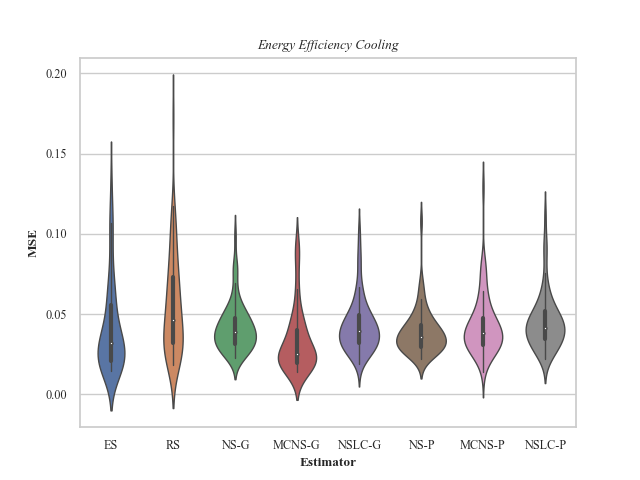 Energy Efficiency Cooling
0.20
0.15
0.10
0.05
0.00
MSE
ES RS NS-G MCNS-G NSLC-G NS-P MCNS-P NSLC-P
Estimator